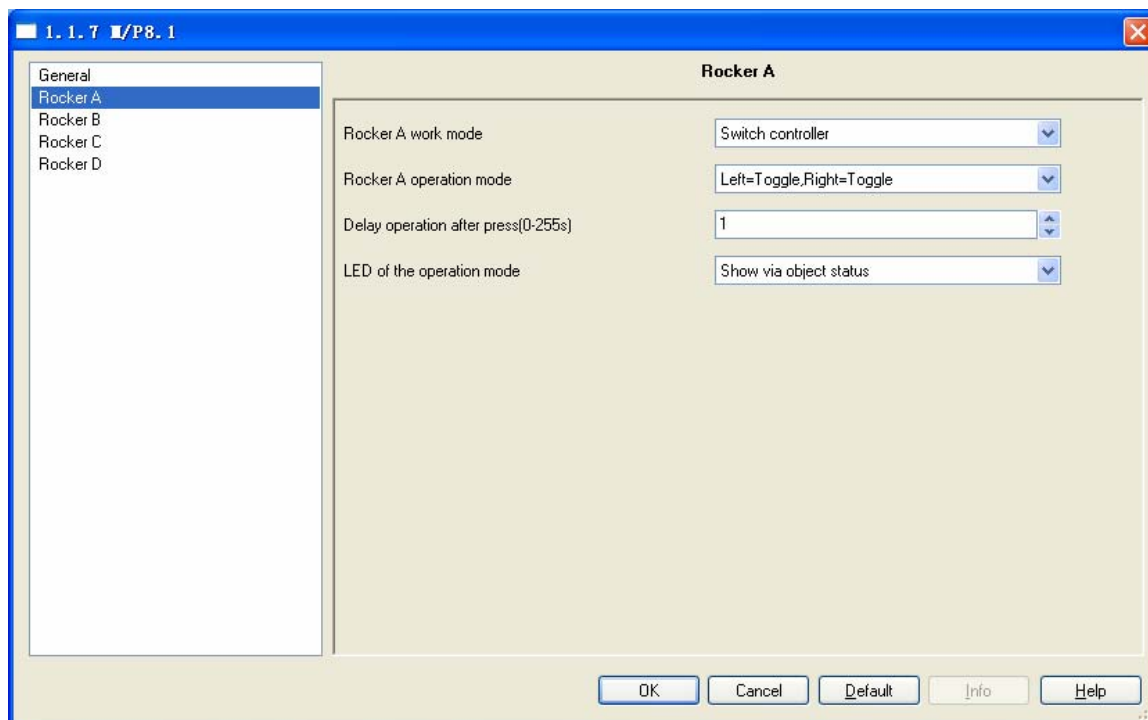 1.1.7 M/P8.1
General
Rocker A
Rocker B
Rocker C
Rocker D
Rocker A
Rocker A work mode Switch controller
Rocker A operation mode Left=Toggle,Right=Toggle
Delay operation after press(0-255s) 1
LED of the operation mode Show via object status
OK Cancel Default Info Help